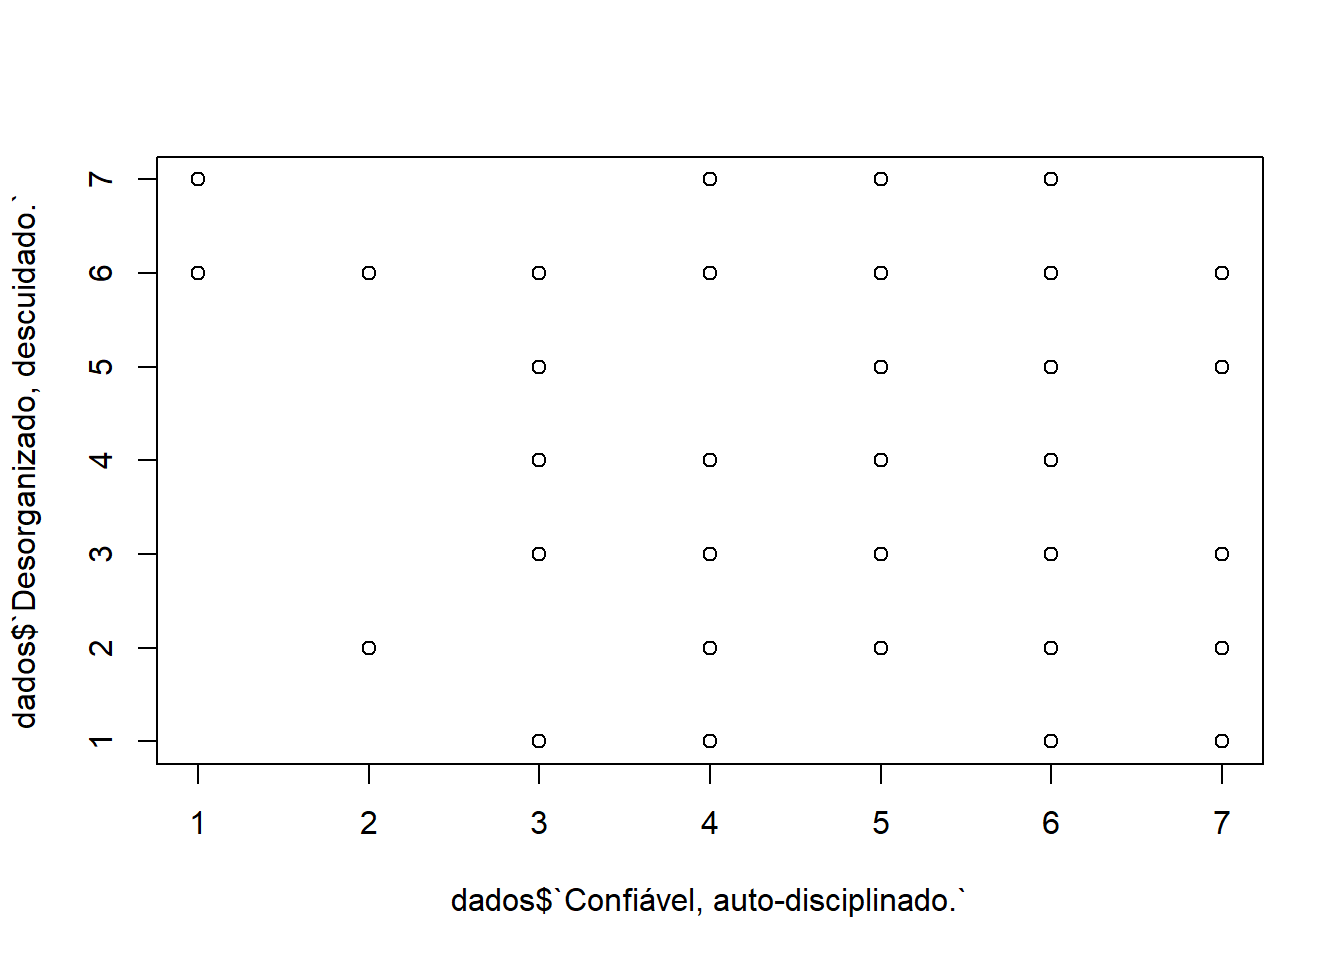 dados$`Desorganizado, descuidado.`
7
6
5
4
3
2
1
1 2 3 4 5 6 7
dados$`Confiável, auto-disciplinado.`